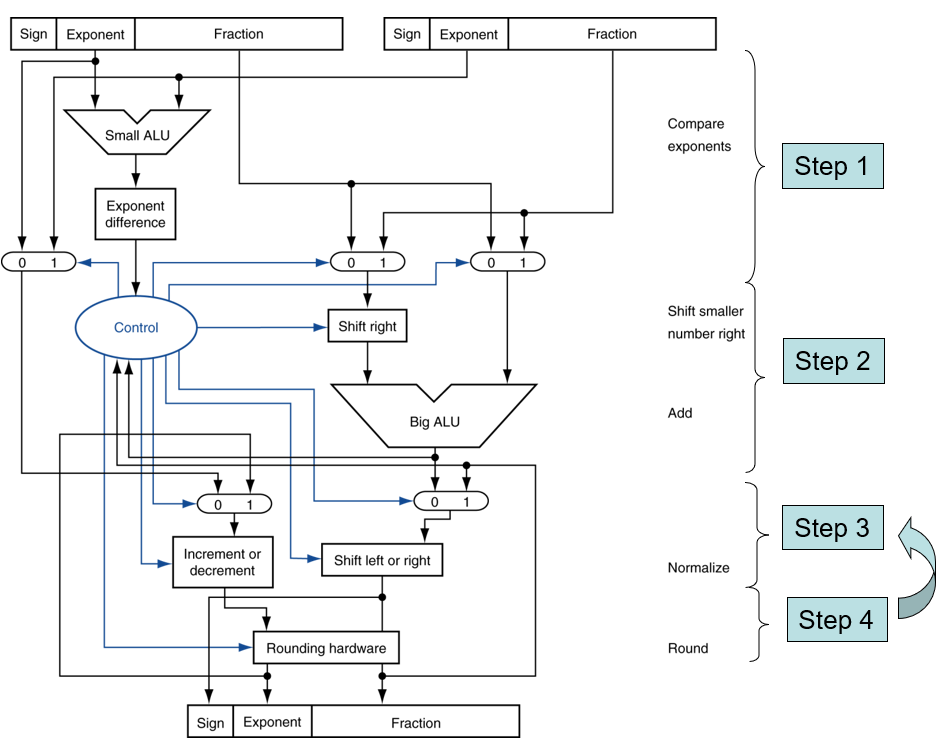 Sign Exponent Fraction
Sign Exponent Fraction
Compare
exponents
Small ALU
Step 1
Exponent
difference
0 1
0 1
0 1
Control
Shift right
Shift smaller
number right
Step 2
Add
Big ALU
0 1
0 1
Increment or
decrement
Shift left or right
Step 3
Normalize
Step 4
Rounding hardware
Round
Sign Exponent Fraction